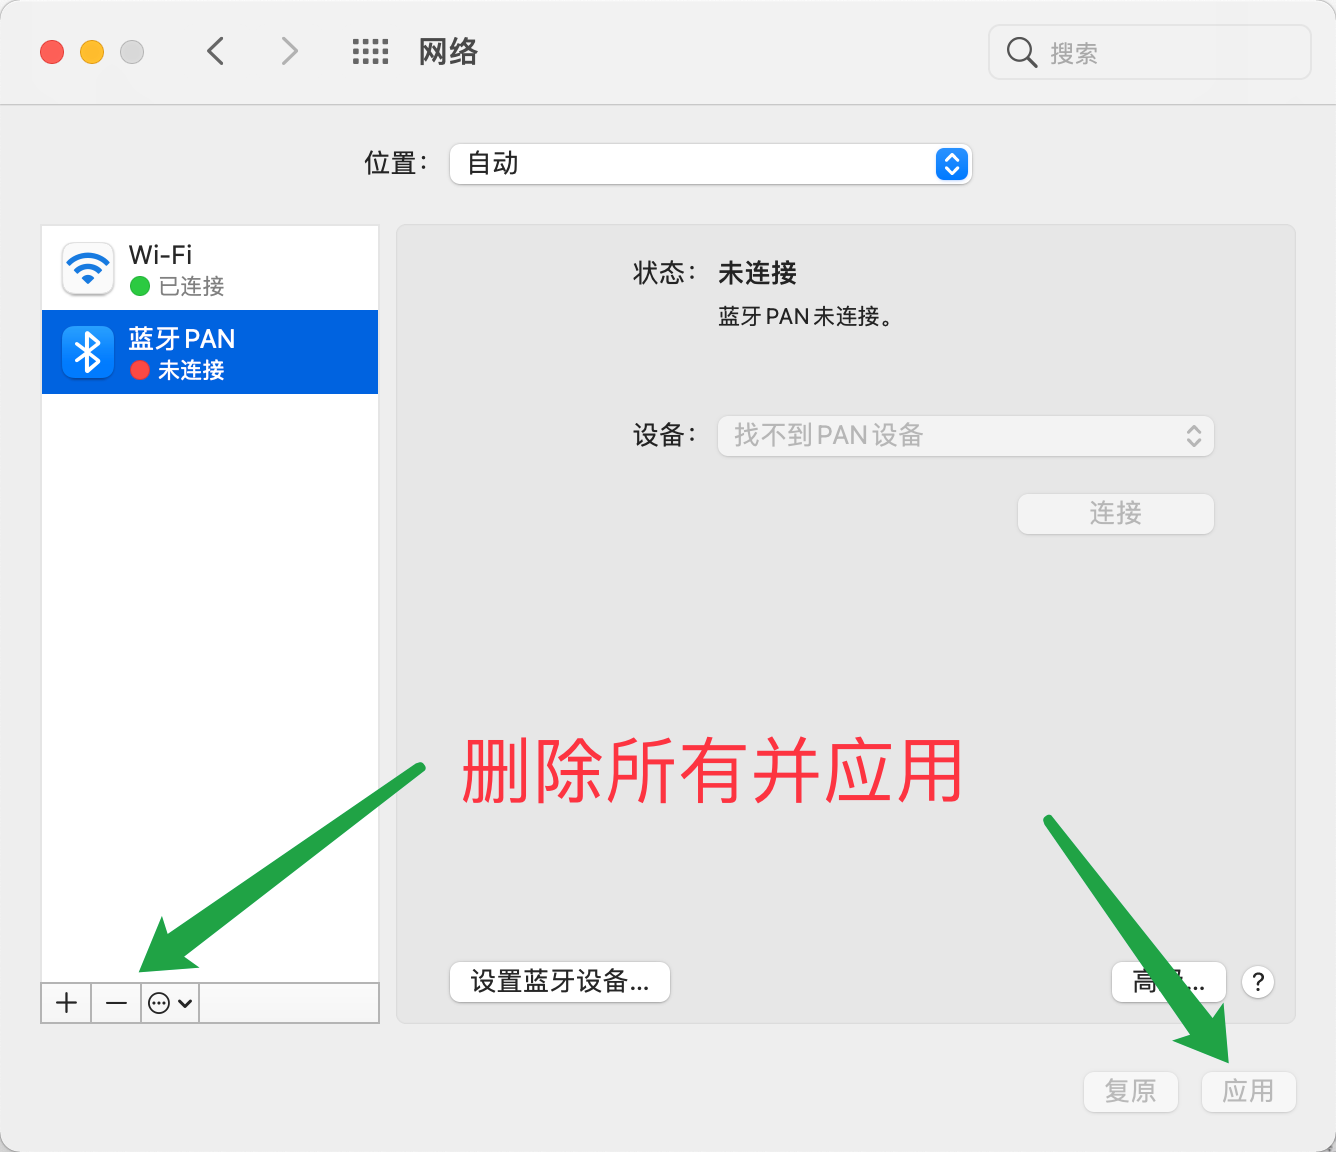 网络
搜索
位置：
自动
Wi-Fi
已连接
蓝牙 PAN
未连接
状态：
未连接
蓝牙 PAN 未连接。
设备：
找不到 PAN 设备
连接
删除所有并应用
设置蓝牙设备...
?
复原
应用